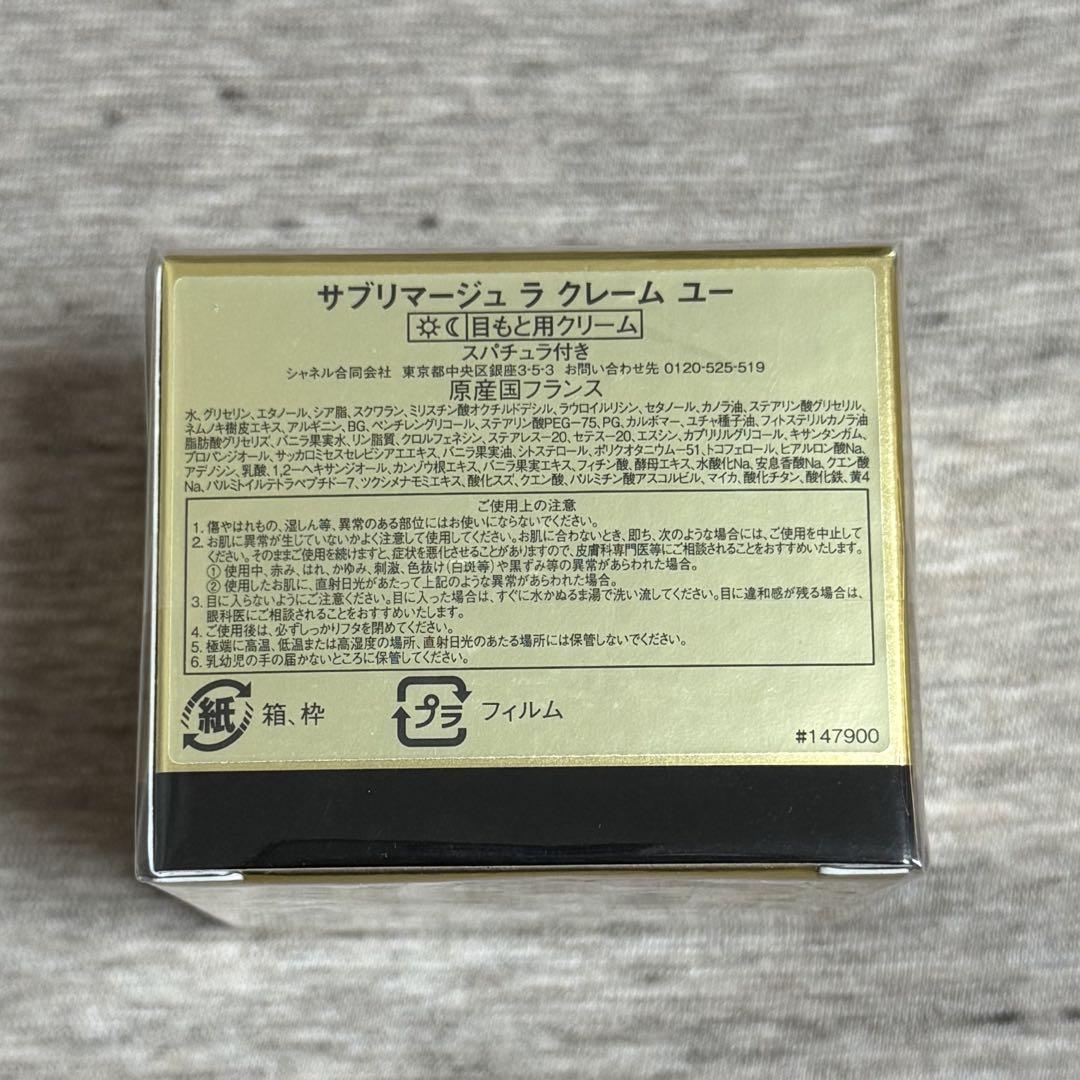 サブリマージュ ラ クレーム ユー
目もと用クリーム
スパチュラ付き
シャネル合同会社 東京都中央区銀座3-5-3 お問い合わせ先 0120-525-519
原産国フランス
水、グリセリン、エタノール、シア脂、スクワラン、ミリスチン酸オクチルドデシル、ラウロイルリシン、セタノール、カノラ油、ステアリン酸グリセリル、
ネムノキ樹皮エキス、アルギニン、BG、ペンチレングリコール、ステアリン酸PEG-75、PG、カルボマー、ユチャ種子油、フィトステリルカノラ油
脂肪酸グリセリズ、バニラ果実水、リン脂質、クロルフェネシン、ステアレス-20、セテス-20、エスシン、カプリリルグリコール、キサンタンガム、
プロパンジオール、サッカロミセスセレビシアエエキス、バニラ果実油、シトステロール、ポリクオタニウム-51、トコフェロール、ヒアルロン酸Na、
アデノシン、乳酸、1,2-ヘキサンジオール、カンゾウ根エキス、バニラ果実エキス、フィチン酸、酵母エキス、水酸化Na、安息香酸Na、クエン酸
Na、パルミトイルテトラペプチド-7、ツクシメナモミエキス、酸化スズ、クエン酸、パルミチン酸アスコルビル、マイカ、酸化チタン、酸化鉄、黄4
ご使用上の注意
1. 傷やはれもの、湿しん等、異常のある部位にはお使いにならないでください。
2. お肌に異常が生じていないかよく注意して使用してください。お肌に合わないとき、即ち、次のような場合には、ご使用を中止して
ください。そのままご使用を続けますと、症状を悪化させることがありますので、皮膚科専門医等にご相談されることをおすすめいたします。
① 使用中、赤み、はれ、かゆみ、刺激、色抜け(白斑等)や黒ずみ等の異常があらわれた場合。
② 使用したお肌に、直射日光があたって上記のような異常があらわれた場合。
3. 目に入らないようにご注意ください。目に入った場合は、すぐに水かぬるま湯で洗い流してください。目に違和感が残る場合は、
眼科医にご相談されることをおすすめいたします。
4. ご使用後は、必ずしっかりフタを閉めてください。
5. 極端に高温、低温または高湿度の場所、直射日光のあたる場所には保管しないでください。
6. 乳幼児の手の届かないところに保管してください。
紙 箱、枠 プラ フィルム
#147900